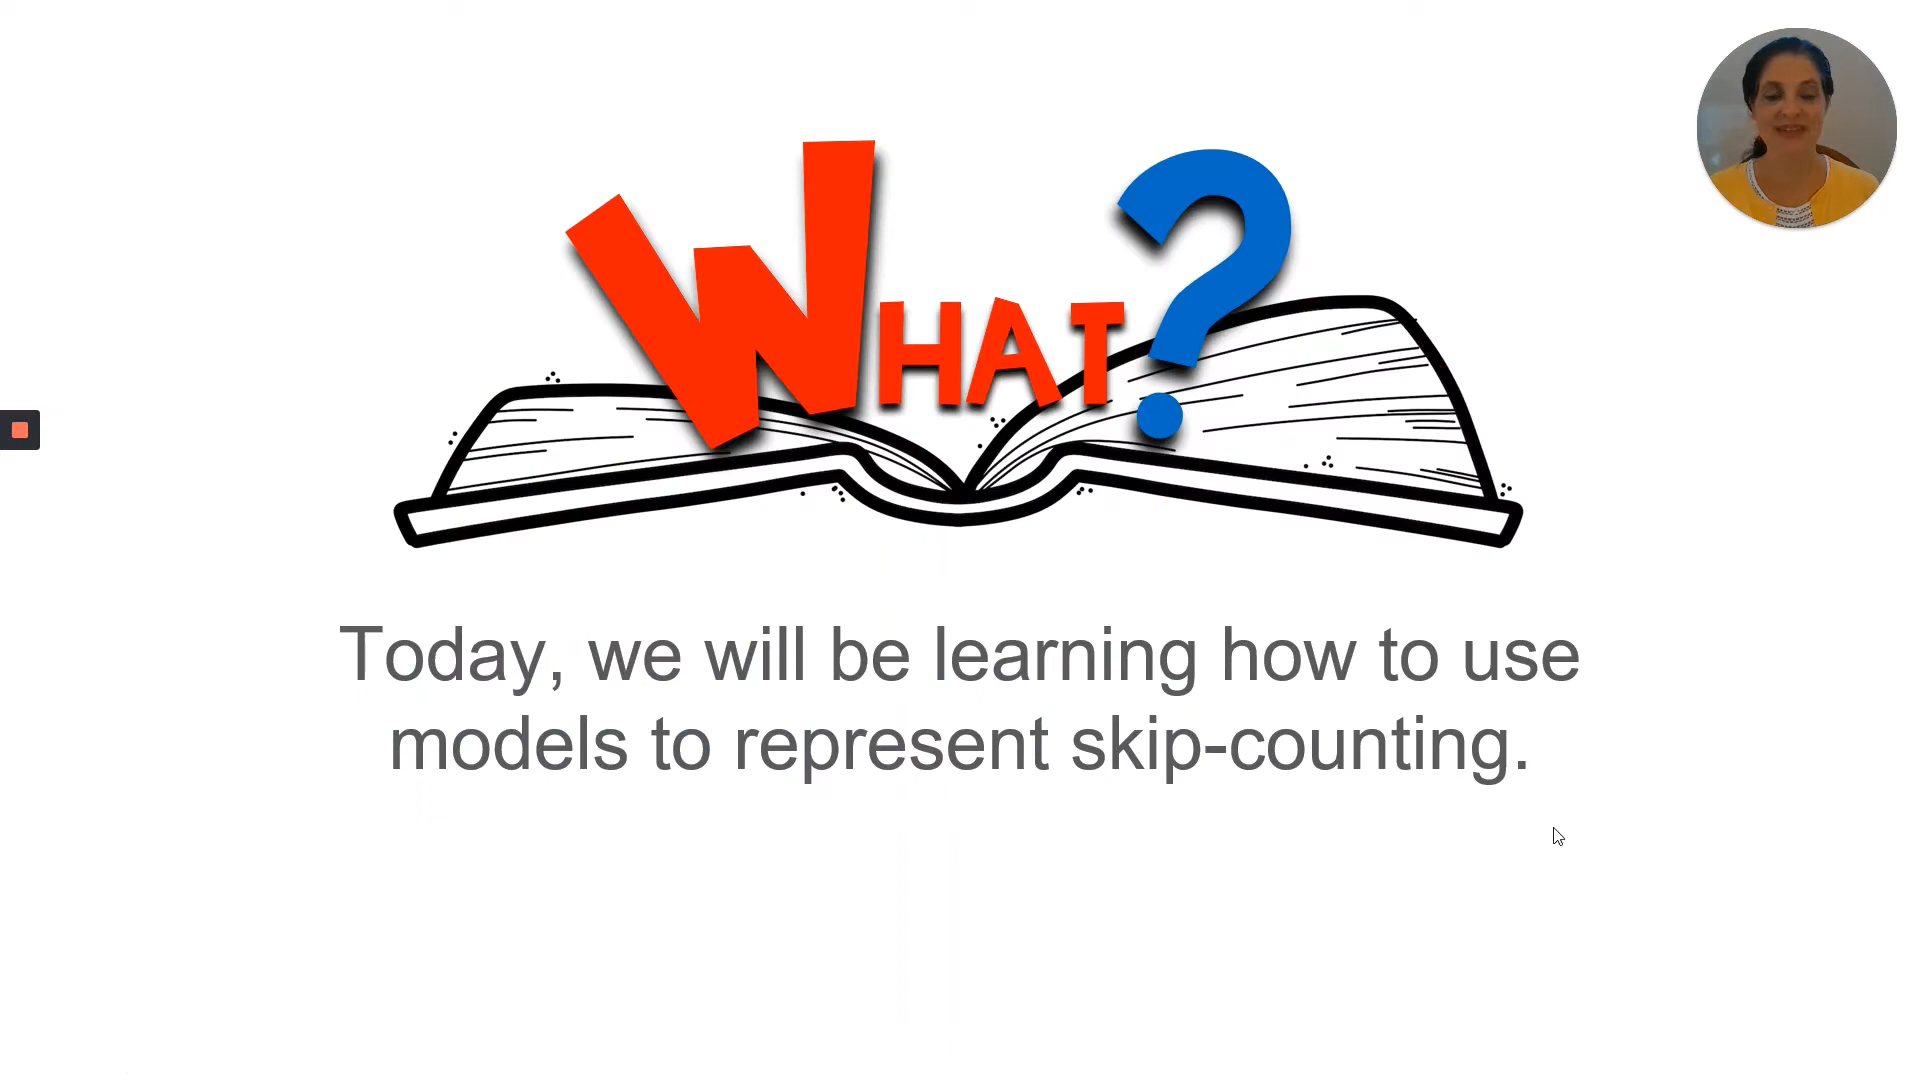 WHAT?
Today, we will be learning how to use
models to represent skip-counting.